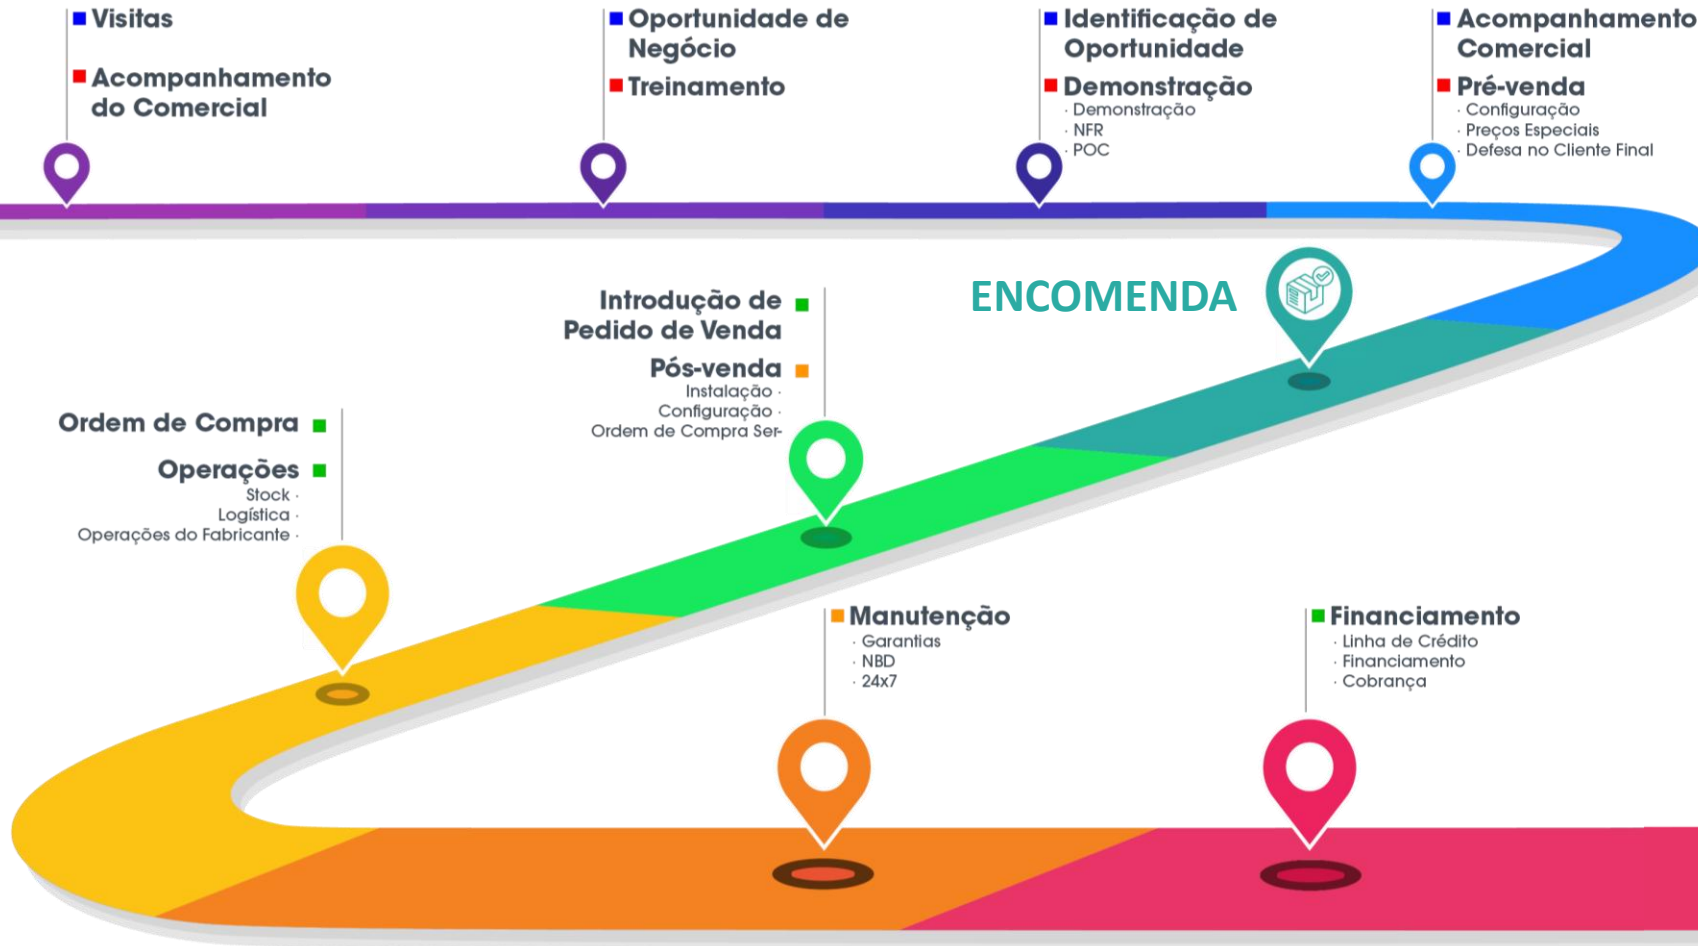 Visitas
Acompanhamento
do Comercial
Oportunidade de
Negócio
Treinamento
Identificação de
Oportunidade
Demonstração
· Demonstração
· NFR
· POC
Acompanhamento
Comercial
Pré-venda
· Configuração
· Preços Especiais
· Defesa no Cliente Final
ENCOMENDA
Introdução de
Pedido de Venda
Pós-venda
Instalação ·
Configuração ·
Ordem de Compra Ser-
Ordem de Compra
Operações
Stock ·
Logística ·
Operações do Fabricante ·
Manutenção
· Garantias
· NBD
· 24x7
Financiamento
· Linha de Crédito
· Financiamento
· Cobrança